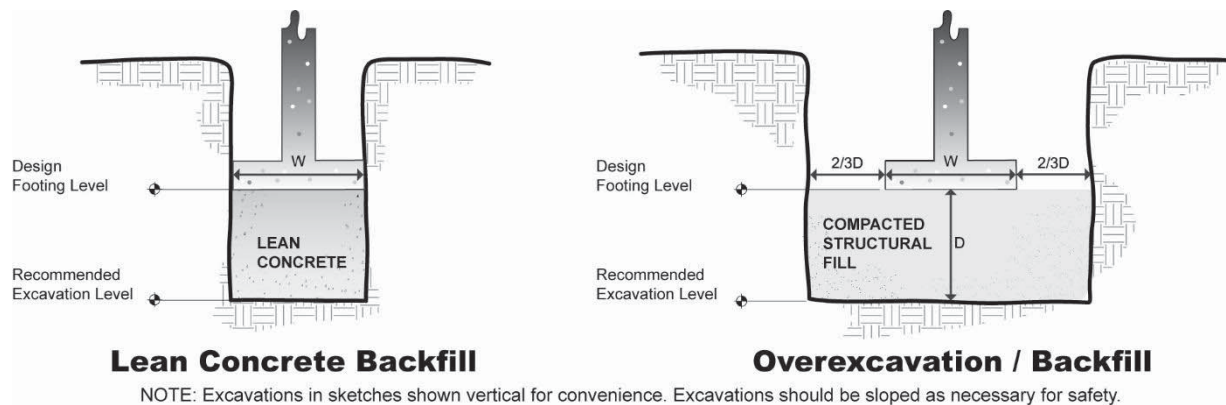 Design
Footing Level
W
LEAN
CONCRETE
Recommended
Excavation Level
Lean Concrete Backfill
Design
Footing Level
2/3D
W
2/3D
COMPACTED
STRUCTURAL
FILL
D
Recommended
Excavation Level
Overexcavation / Backfill
NOTE: Excavations in sketches shown vertical for convenience. Excavations should be sloped as necessary for safety.